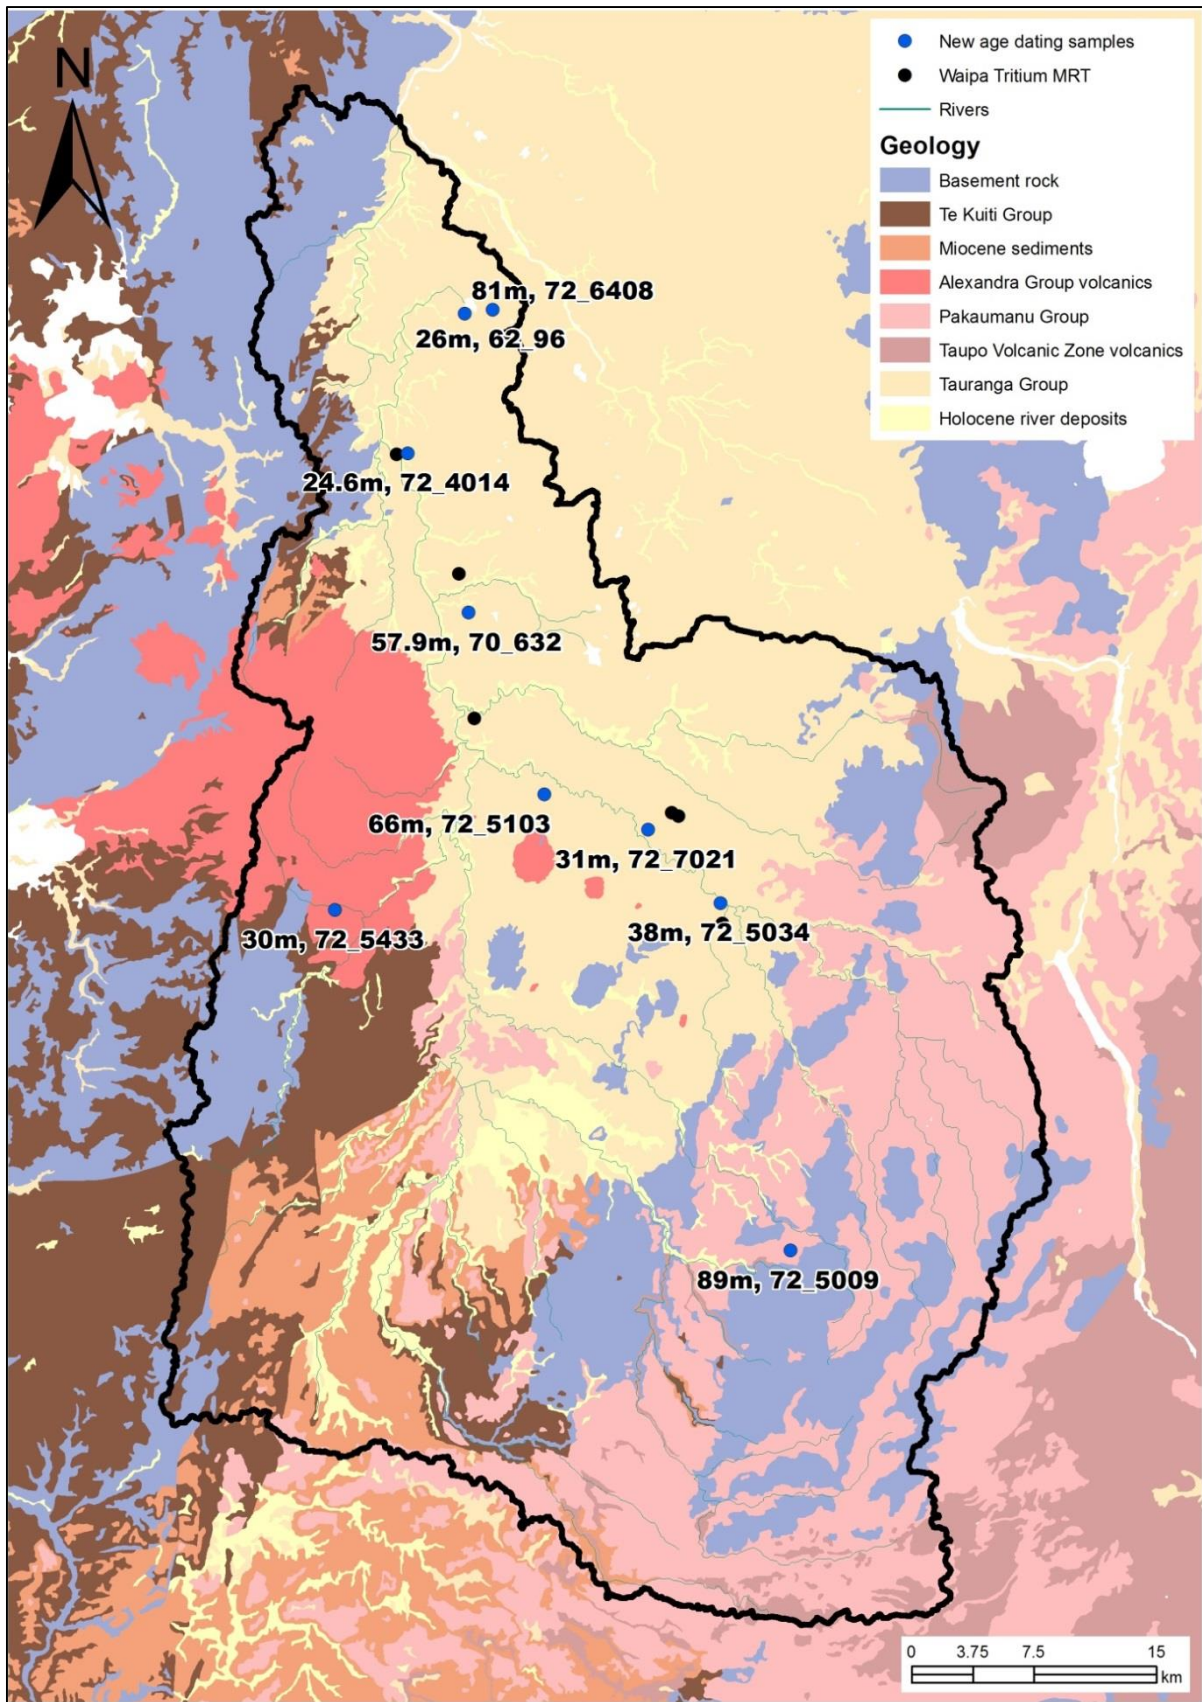 N
New age dating samples
Waipa Tritium MRT
Rivers
Geology
Basement rock
Te Kuiti Group
Miocene sediments
Alexandra Group volcanics
Pakaumanu Group
Taupo Volcanic Zone volcanics
Tauranga Group
Holocene river deposits
81m, 72_6408
26m, 62_96
24.6m, 72_4014
57.9m, 70_632
66m, 72_5103
31m, 72_7021
38m, 72_5034
30m, 72_5433
89m, 72_5009
0 3.75 7.5 15
km